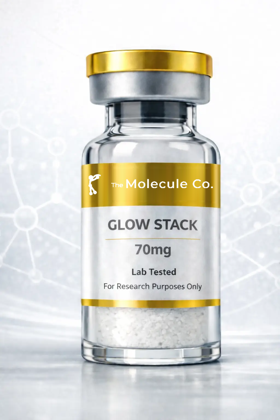 The Molecule Co.
GLOW STACK
70mg
Lab Tested
For Research Purposes Only